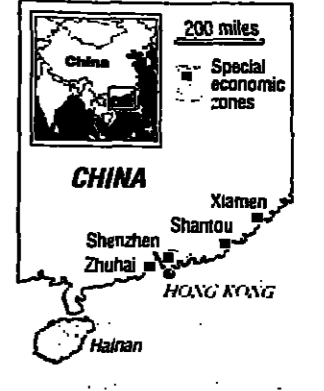 200 miles
China
Special
economic
zones
CHINA
Xiamen
Shantou
Shenzhen
Zhuhai
HONG KONG
Hainan